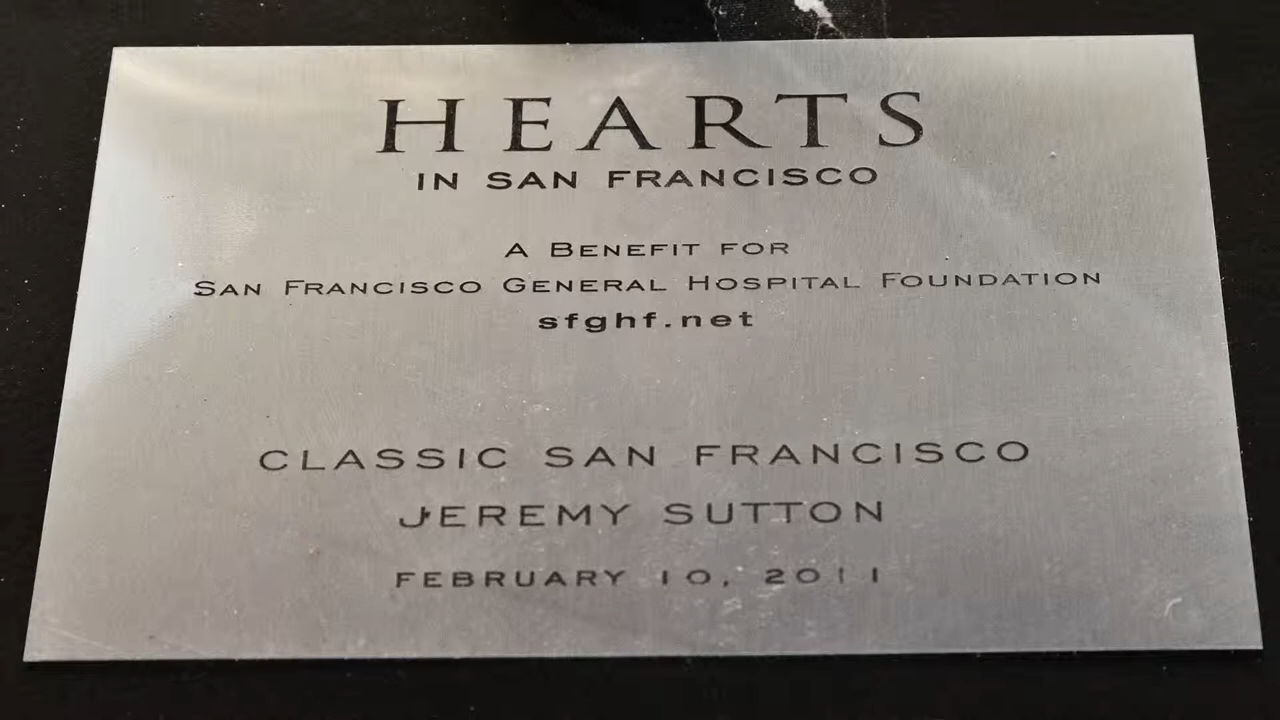 HEARTS
IN SAN FRANCISCO
A BENEFIT FOR
SAN FRANCISCO GENERAL HOSPITAL FOUNDATION
sfghf.net
CLASSIC SAN FRANCISCO
JEREMY SUTTON
FEBRUARY 10, 2011